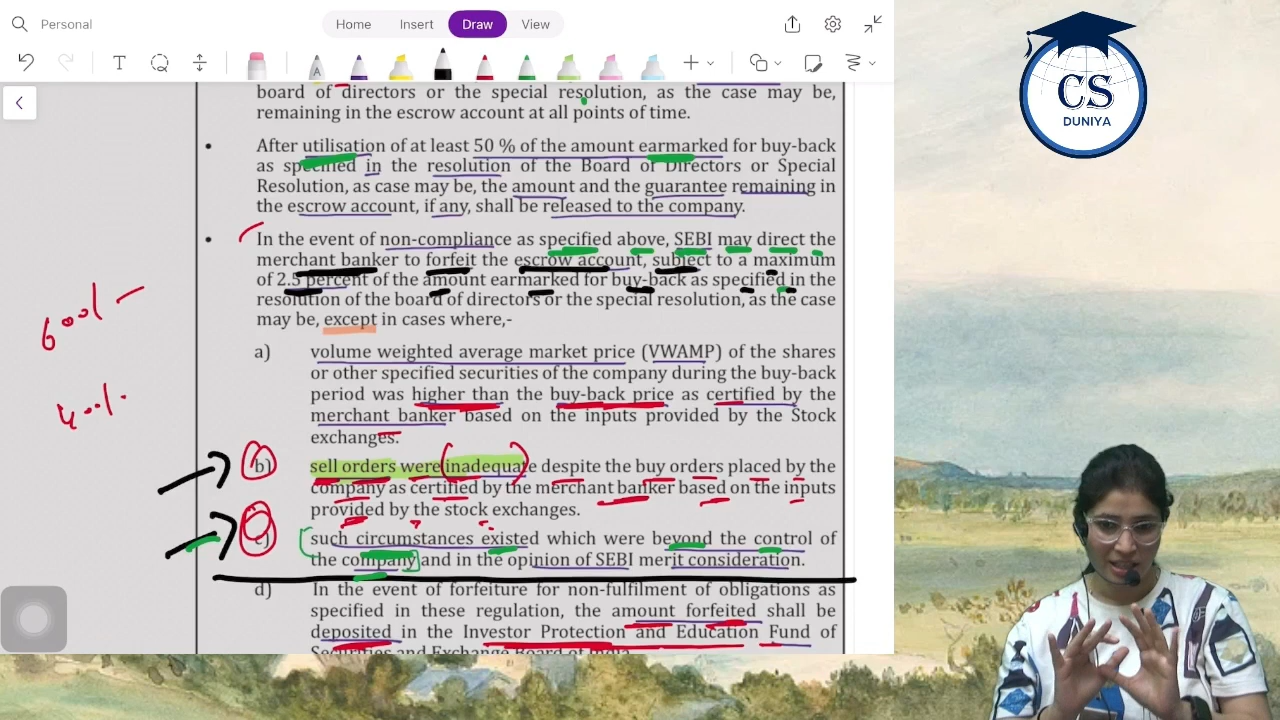 Personal
Home Insert Draw View
CS
DUNIYA
board of directors or the special resolution, as the case may be,
remaining in the escrow account at all points of time.
• After utilisation of at least 50 % of the amount earmarked for buy-back
as specified in the resolution of the Board of Directors or Special
Resolution, as case may be, the amount and the guarantee remaining in
the escrow account, if any, shall be released to the company.
• In the event of non-compliance as specified above, SEBI may direct the
merchant banker to forfeit the escrow account, subject to a maximum
of 2.5 percent of the amount earmarked for buy-back as specified in the
resolution of the board of directors or the special resolution, as the case
may be, except in cases where,-
a) volume weighted average market price (VWAMP) of the shares
or other specified securities of the company during the buy-back
period was higher than the buy-back price as certified by the
merchant banker based on the inputs provided by the Stock
exchanges.
b) sell orders were inadequate despite the buy orders placed by the
company as certified by the merchant banker based on the inputs
provided by the stock exchanges.
c) such circumstances existed which were beyond the control of
the company and in the opinion of SEBI merit consideration.
d) In the event of forfeiture for non-fulfilment of obligations as
specified in these regulation, the amount forfeited shall be
deposited in the Investor Protection and Education Fund of
Securities and Exchange Board of India.